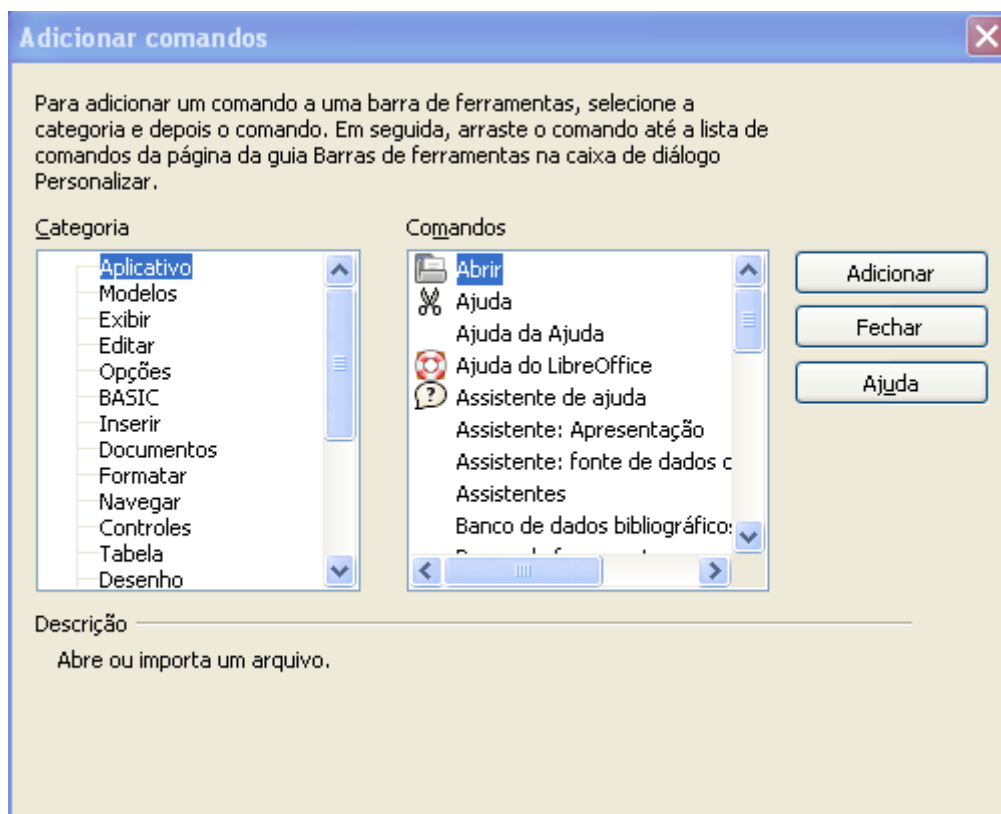 Adicionar comandos
Para adicionar um comando a uma barra de ferramentas, selecione a
categoria e depois o comando. Em seguida, arraste o comando até a lista de
comandos da página da guia Barras de ferramentas na caixa de diálogo
Personalizar.
Categoria
Aplicativo
Modelos
Exibir
Editar
Opções
BASIC
Inserir
Documentos
Formatar
Navegar
Controles
Tabela
Desenho
Comandos
Abrir
Ajuda
Ajuda da Ajuda
Ajuda do LibreOffice
Assistente de ajuda
Assistente: Apresentação
Assistente: fonte de dados
Assistentes
Banco de dados bibliográficos
Adicionar
Fechar
Ajuda
Descrição
Abre ou importa um arquivo.